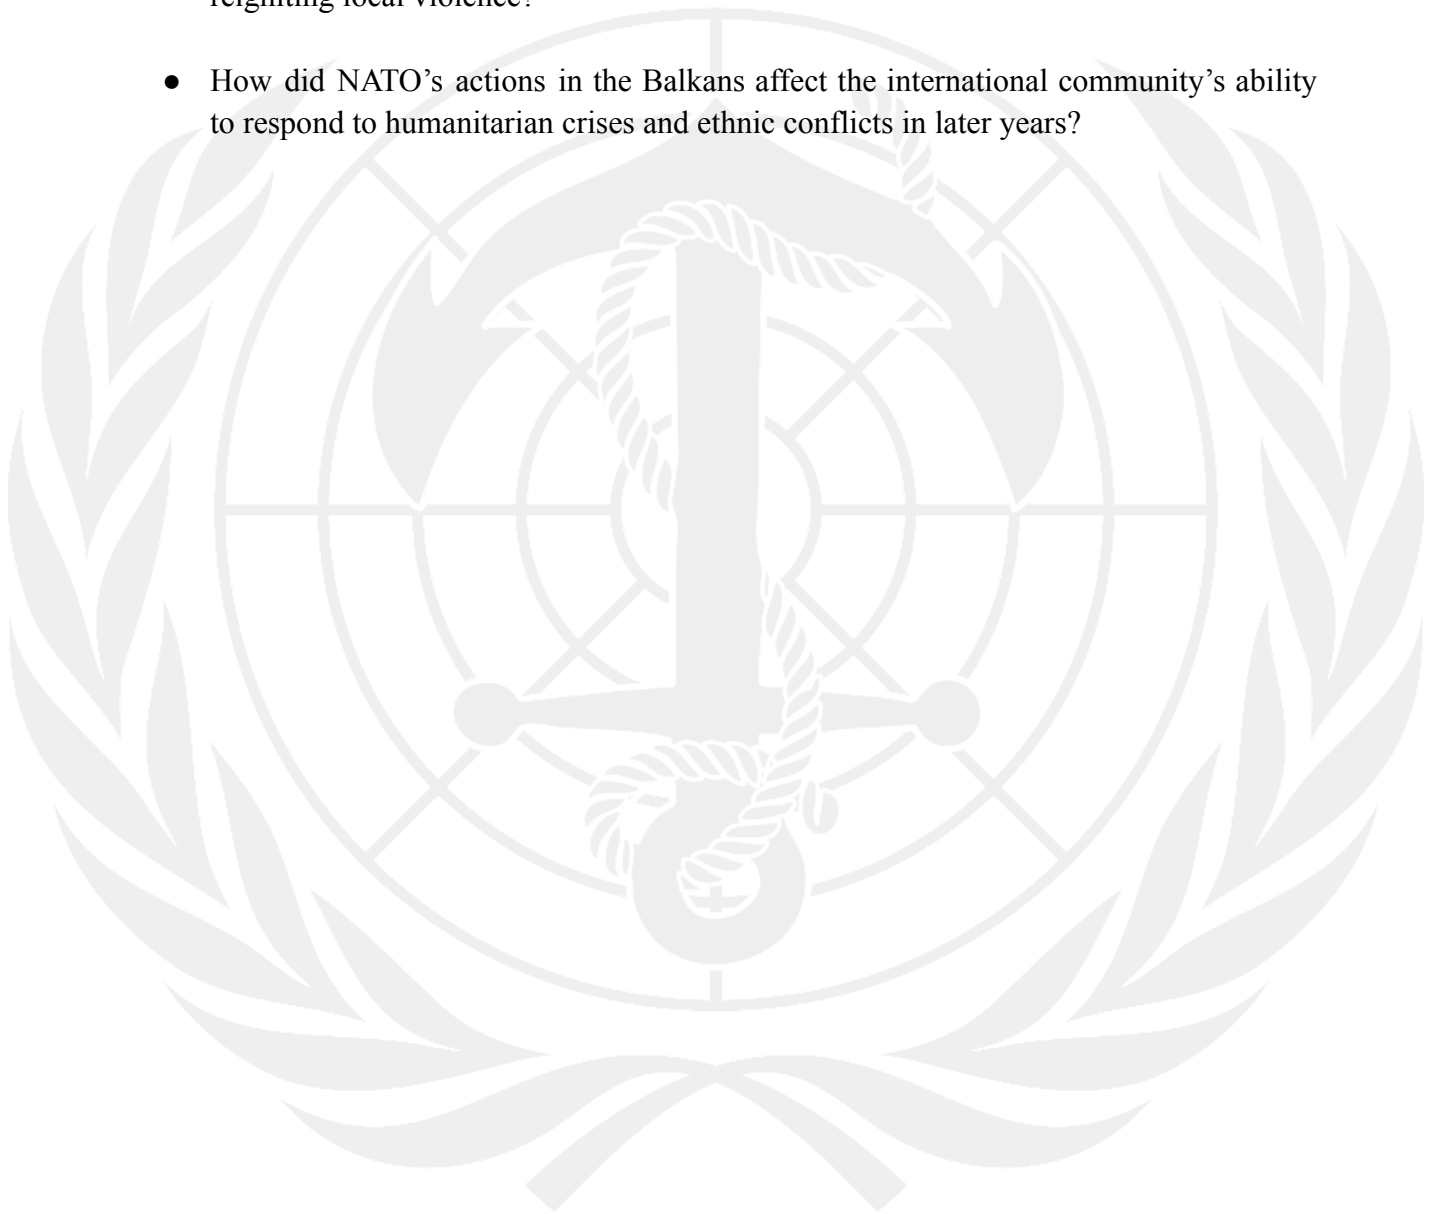 reigniting local violence?
● How did NATO’s actions in the Balkans affect the international community’s ability
to respond to humanitarian crises and ethnic conflicts in later years?